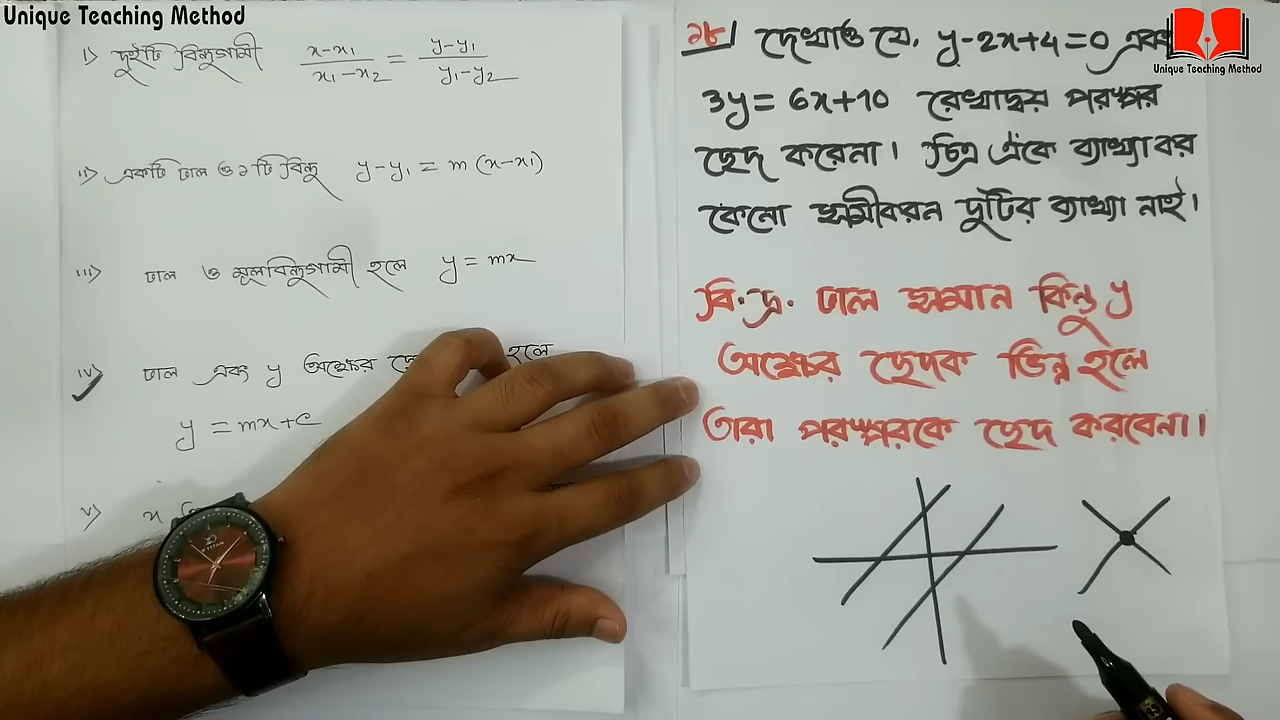 Unique Teaching Method
i) দুইটি বিন্দুগামী x-x₁/x₁-x₂ = y-y₁/y₁-y₂
ii) একটি ঢাল ও ১টি বিন্দু y-y₁ = m (x-x₁)
iii) ঢাল ও মূলবিন্দুগামী হলে y = mx
iv) ঢাল এবং y অক্ষের হলে
y = mx+c
v) x
১৮। দেখাও যে, y-2x+4=0 এবং
3y = 6x+10 রেখাদ্বয় পরস্পর
ছেদ করেনা। চিত্র এঁকে ব্যাখ্যা কর
কেনো সমীকরন দুটির ব্যাখ্যা নাই।
বি.দ্র. ঢাল সমান কিন্তু y
অক্ষের ছেদক ভিন্ন হলে
তারা পরস্পরকে ছেদ করবেনা।
Unique Teaching Method